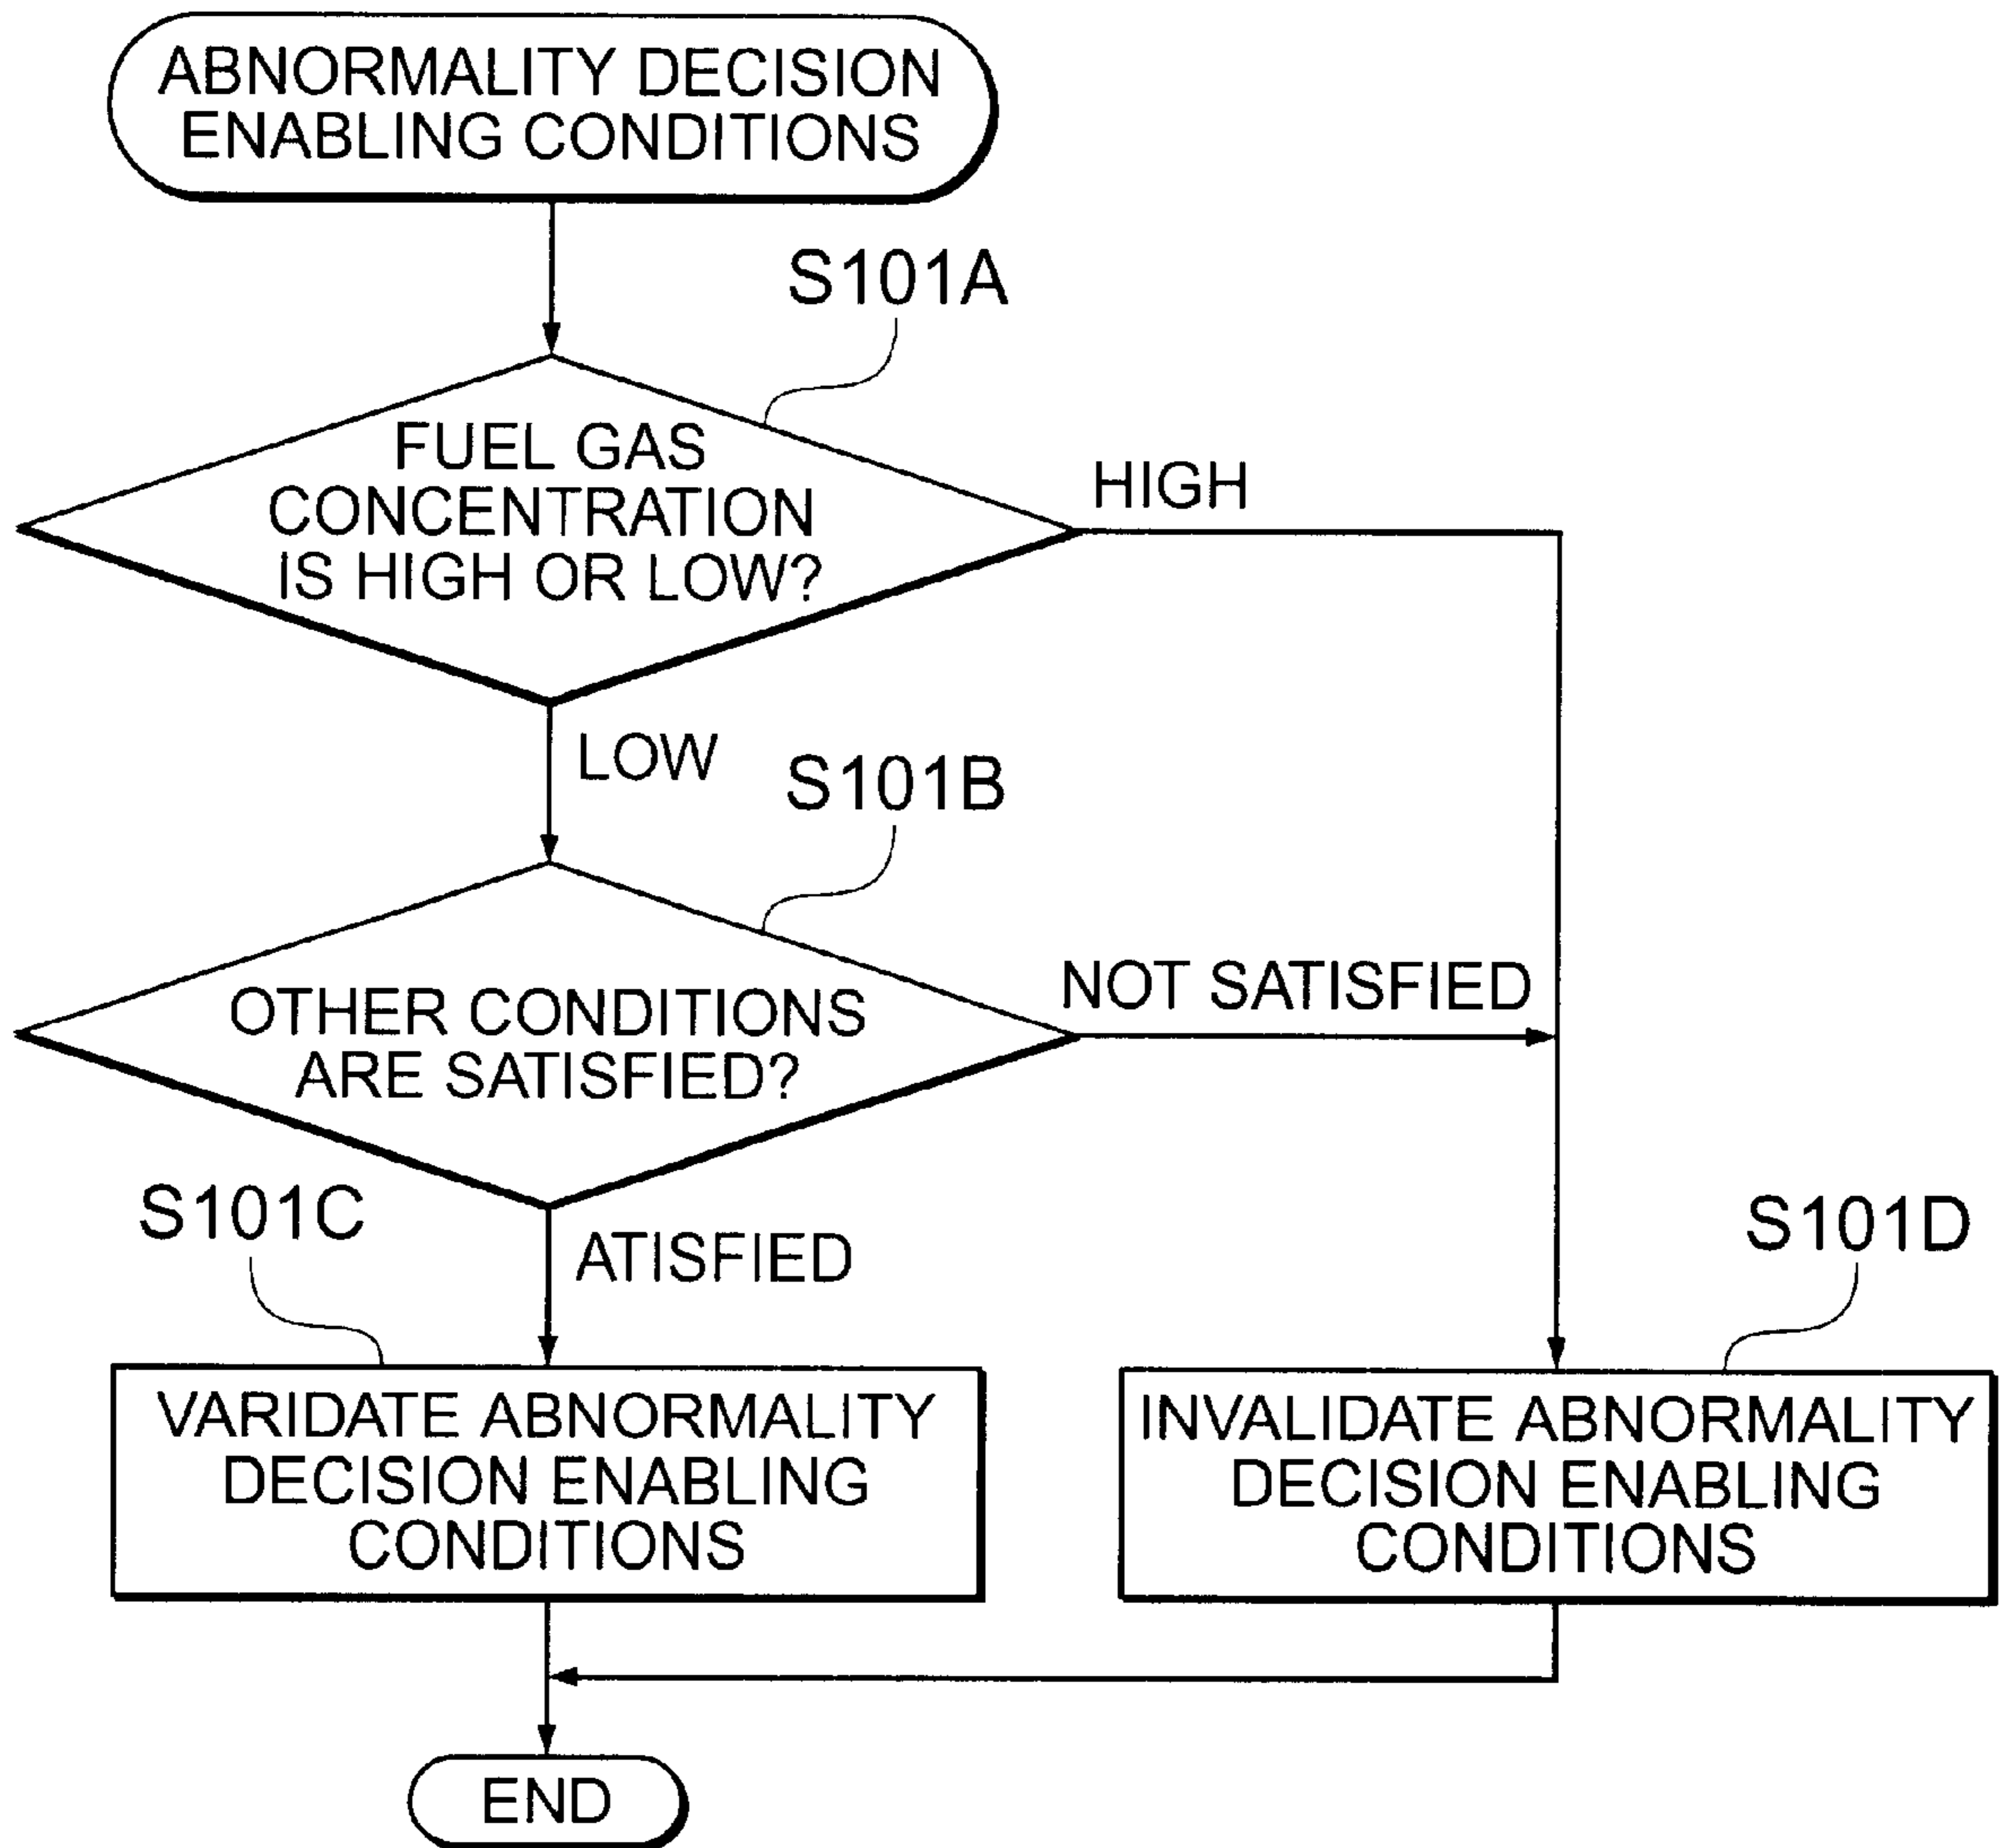 ABNORMALITY DECISION
ENABLING CONDITIONS
S101A
FUEL GAS
CONCENTRATION
IS HIGH OR LOW?
HIGH
LOW
S101B
OTHER CONDITIONS
ARE SATISFIED?
NOT SATISFIED
S101C
ATISFIED
S101D
VARIDATE ABNORMALITY
DECISION ENABLING
CONDITIONS
INVALIDATE ABNORMALITY
DECISION ENABLING
CONDITIONS
END